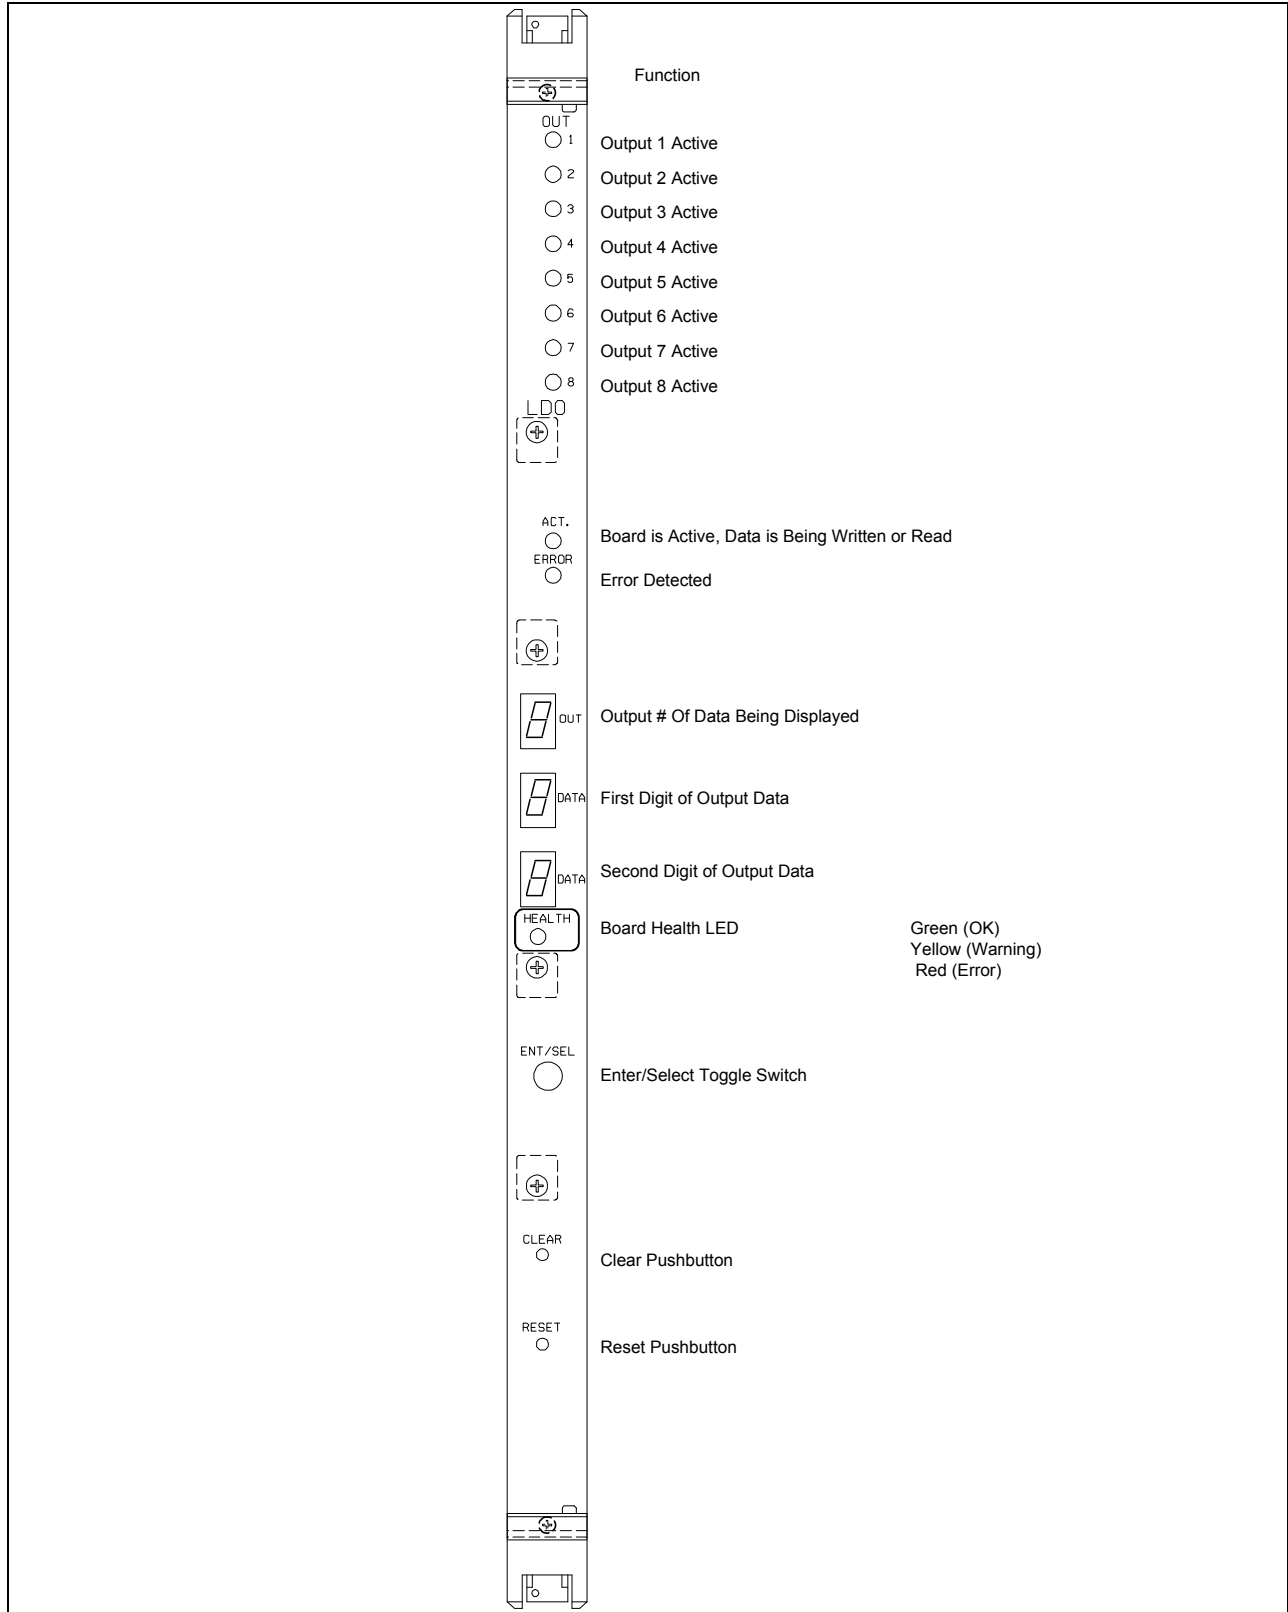 Function
OUT
1 Output 1 Active
2 Output 2 Active
3 Output 3 Active
4 Output 4 Active
5 Output 5 Active
6 Output 6 Active
7 Output 7 Active
8 Output 8 Active
LDO
ACT.
Board is Active, Data is Being Written or Read
ERROR
Error Detected
OUT Output # Of Data Being Displayed
DATA First Digit of Output Data
DATA Second Digit of Output Data
HEALTH
Board Health LED Green (OK)
Yellow (Warning)
Red (Error)
ENT/SEL
Enter/Select Toggle Switch
CLEAR
Clear Pushbutton
RESET
Reset Pushbutton